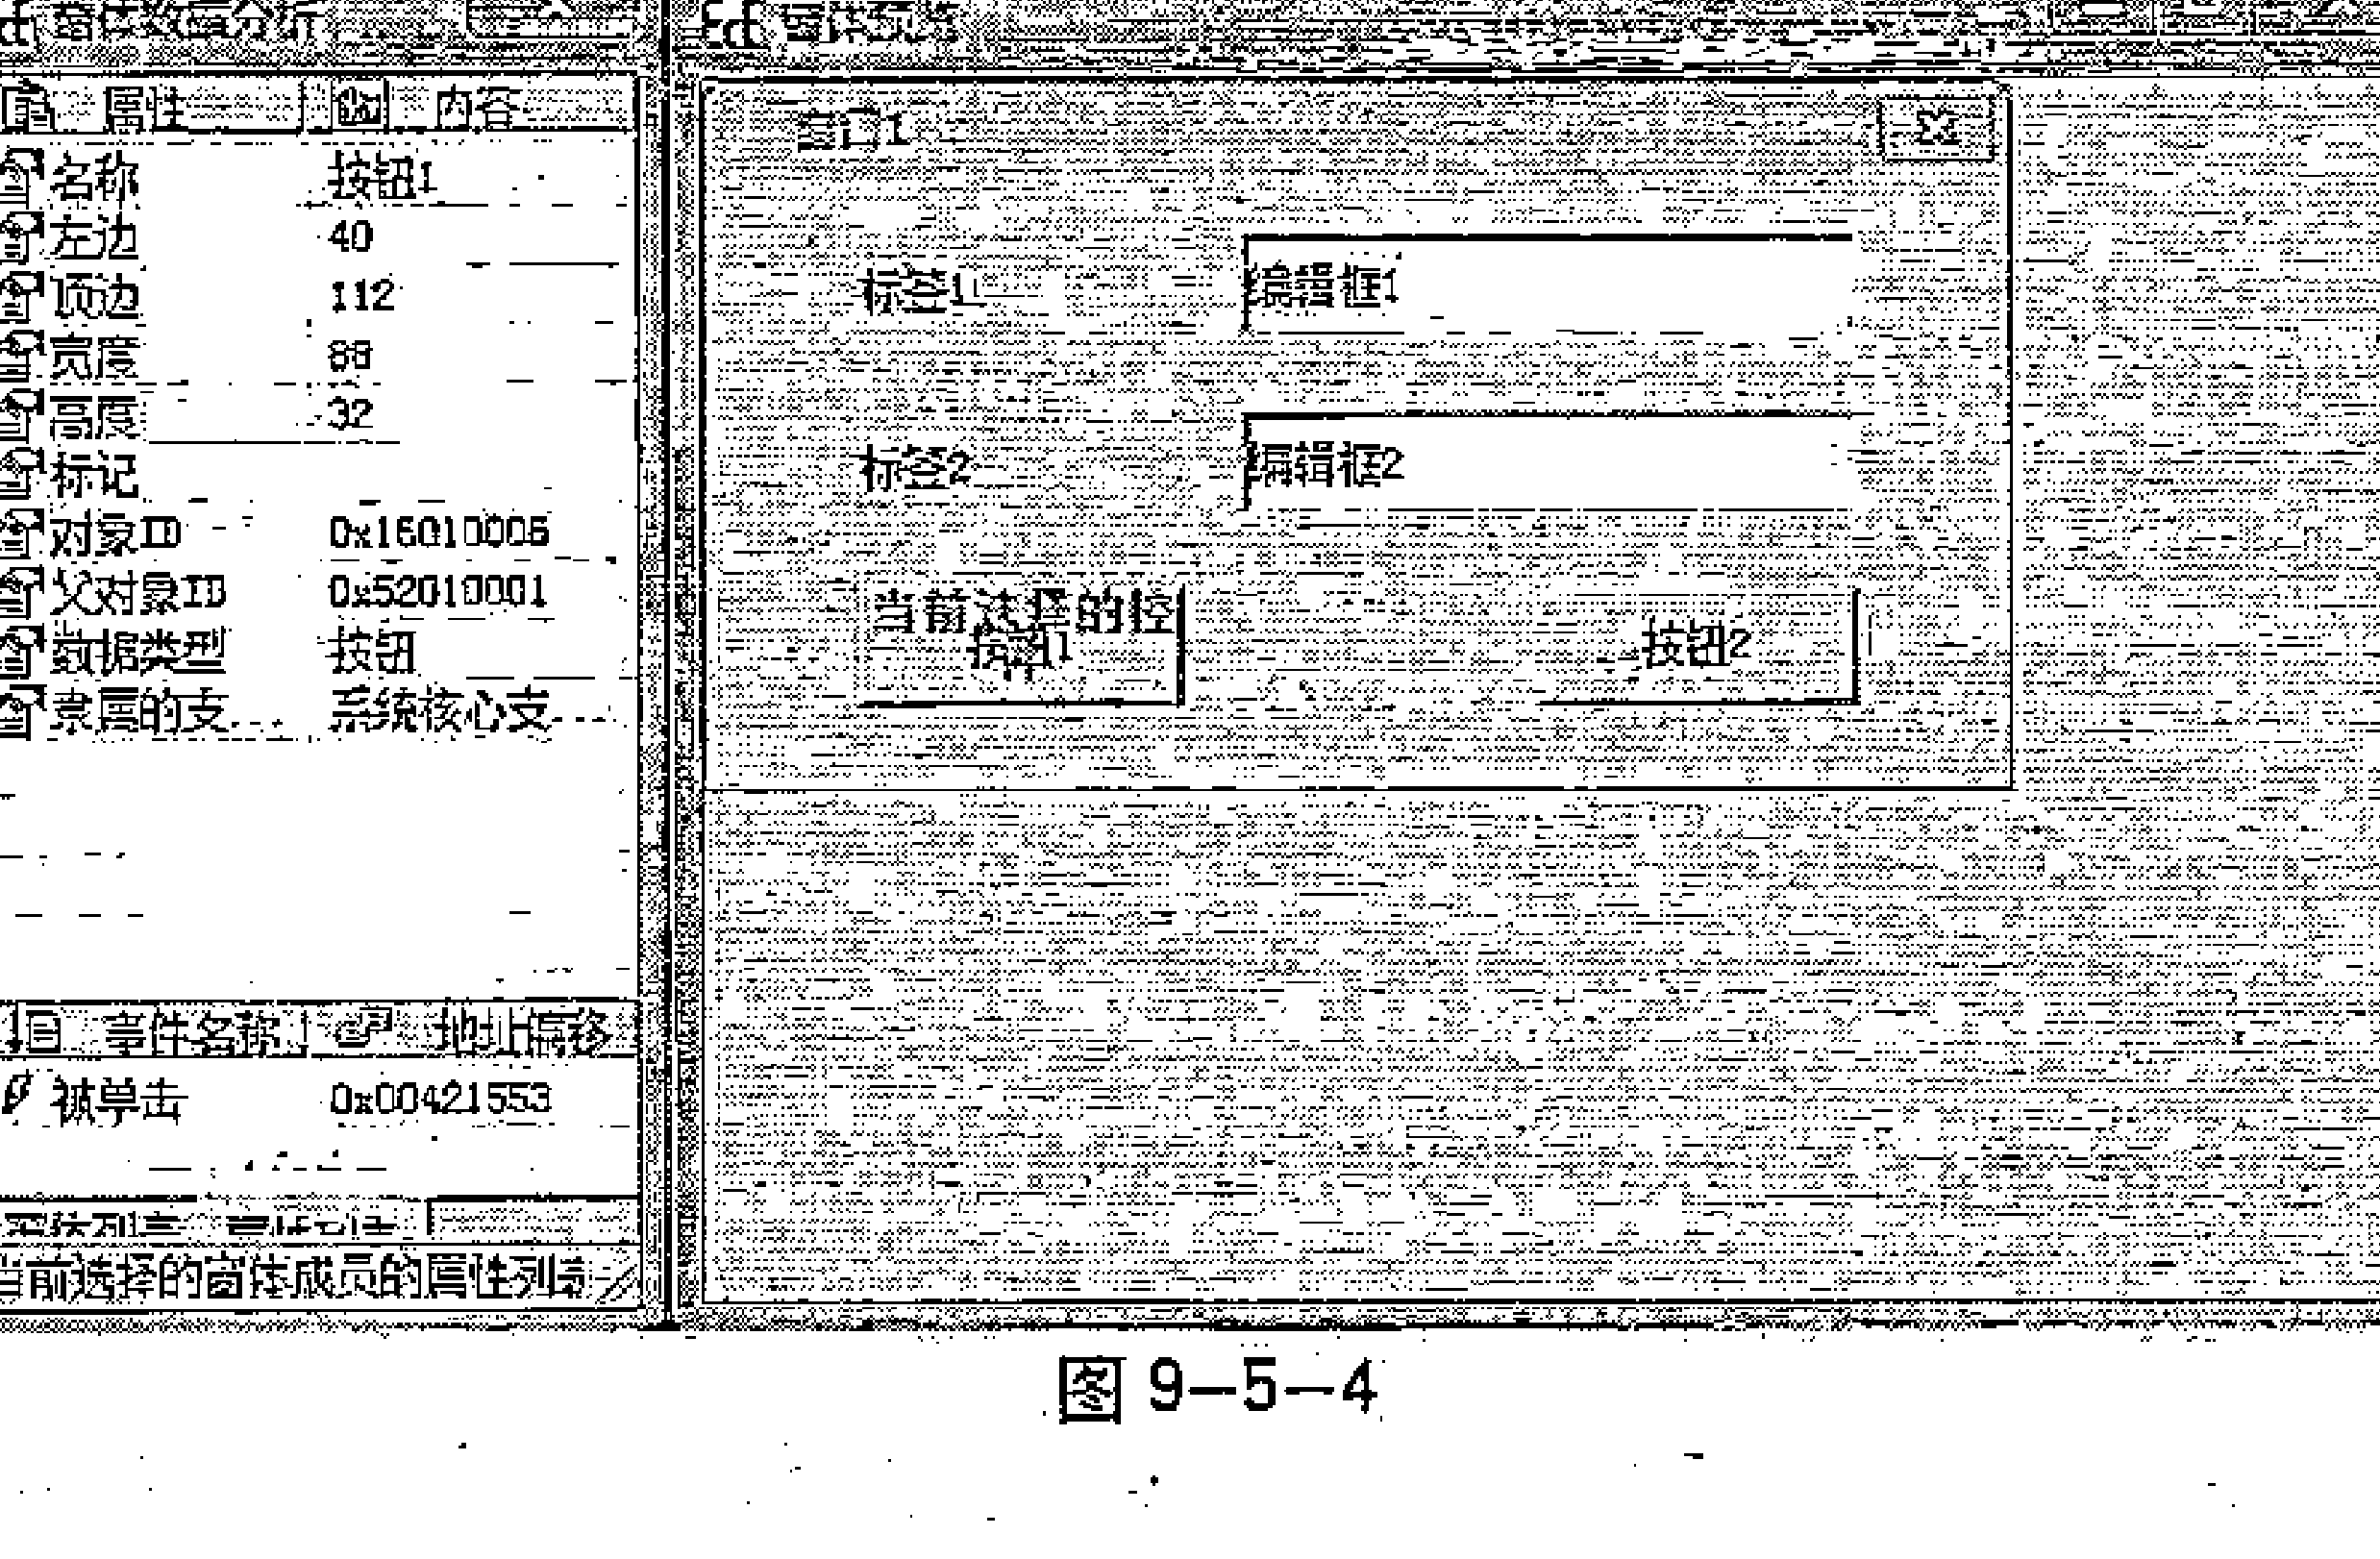 窗体数据分析
窗体预览
属性 内容
名称 按钮1
左边 40
顶边 112
宽度 88
高度 32
标记
对象ID 0x16010006
父对象ID 0x52010001
数据类型 按钮
隶属的支 系统核心支
事件名称 地址偏移
被单击 0x00421553
当前选择的窗体成员的属性列表
窗口1
标签1 编辑框1
标签2 编辑框2
当前选择的控
按钮2
图 9-5-4